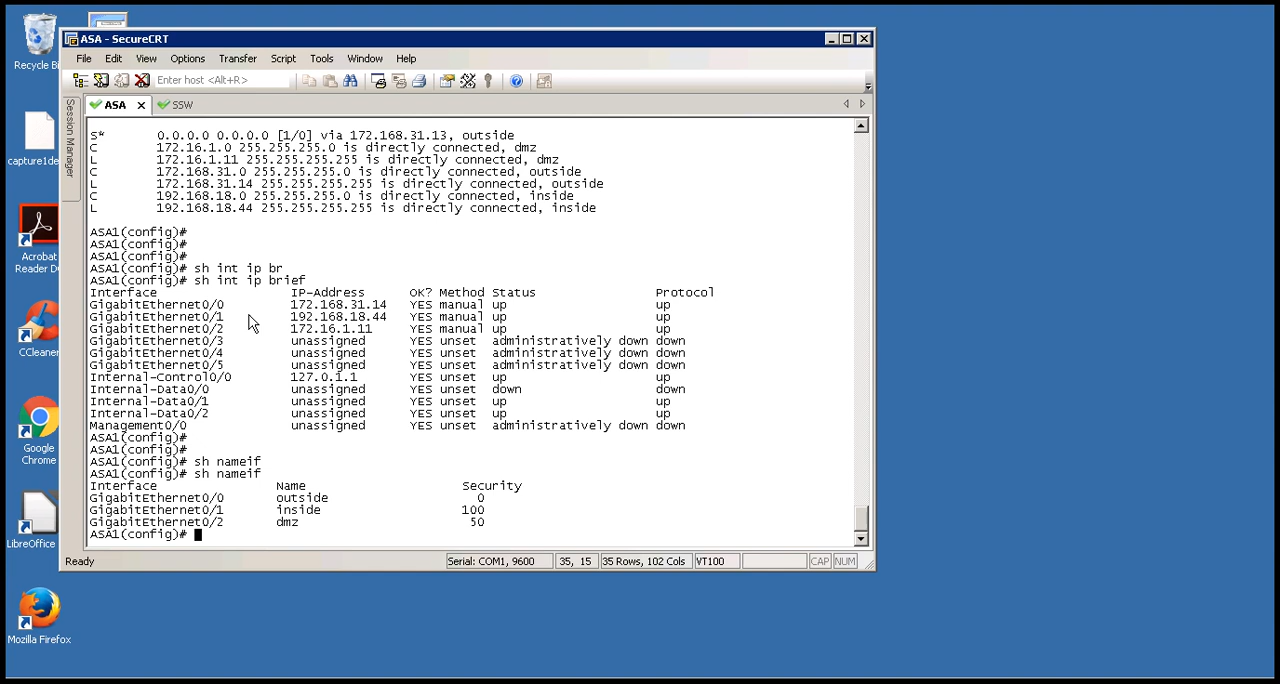 Recycle Bi
capture1de
Acrobat
Reader D
CCleaner
Google
Chrome
LibreOffice
Mozilla Firefox
ASA - SecureCRT
File Edit View Options Transfer Script Tools Window Help
Enter host <Alt+R>
Session Manager
ASA X SSW
S* 0.0.0.0 0.0.0.0 [1/0] via 172.168.31.13, outside
C 172.16.1.0 255.255.255.0 is directly connected, dmz
L 172.16.1.11 255.255.255.255 is directly connected, dmz
C 172.168.31.0 255.255.255.0 is directly connected, outside
L 172.168.31.14 255.255.255.255 is directly connected, outside
C 192.168.18.0 255.255.255.0 is directly connected, inside
L 192.168.18.44 255.255.255.255 is directly connected, inside
ASA1(config)#
ASA1(config)#
ASA1(config)#
ASA1(config)# sh int ip br
ASA1(config)# sh int ip brief
Interface IP-Address OK? Method Status Protocol
GigabitEthernet0/0 172.168.31.14 YES manual up up
GigabitEthernet0/1 192.168.18.44 YES manual up up
GigabitEthernet0/2 172.16.1.11 YES manual up up
GigabitEthernet0/3 unassigned YES unset administratively down down
GigabitEthernet0/4 unassigned YES unset administratively down down
GigabitEthernet0/5 unassigned YES unset administratively down down
Internal-Control0/0 127.0.1.1 YES unset up up
Internal-Data0/0 unassigned YES unset down down
Internal-Data0/1 unassigned YES unset up up
Internal-Data0/2 unassigned YES unset up up
Management0/0 unassigned YES unset administratively down down
ASA1(config)#
ASA1(config)#
ASA1(config)# sh nameif
ASA1(config)# sh nameif
Interface Name Security
GigabitEthernet0/0 outside 0
GigabitEthernet0/1 inside 100
GigabitEthernet0/2 dmz 50
ASA1(config)#
Ready Serial: COM1, 9600 35, 15 35 Rows, 102 Cols VT100 CAP NUM